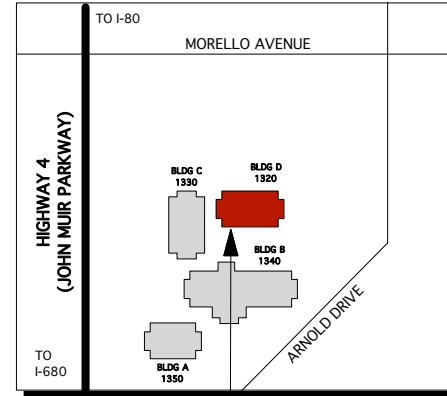 TO I-80
MORELLO AVENUE
HIGHWAY 4
(JOHN MUIR PARKWAY)
BLDG C
1330
BLDG D
1320
BLDG B
1340
ARNOLD DRIVE
TO
I-680
BLDG A
1350